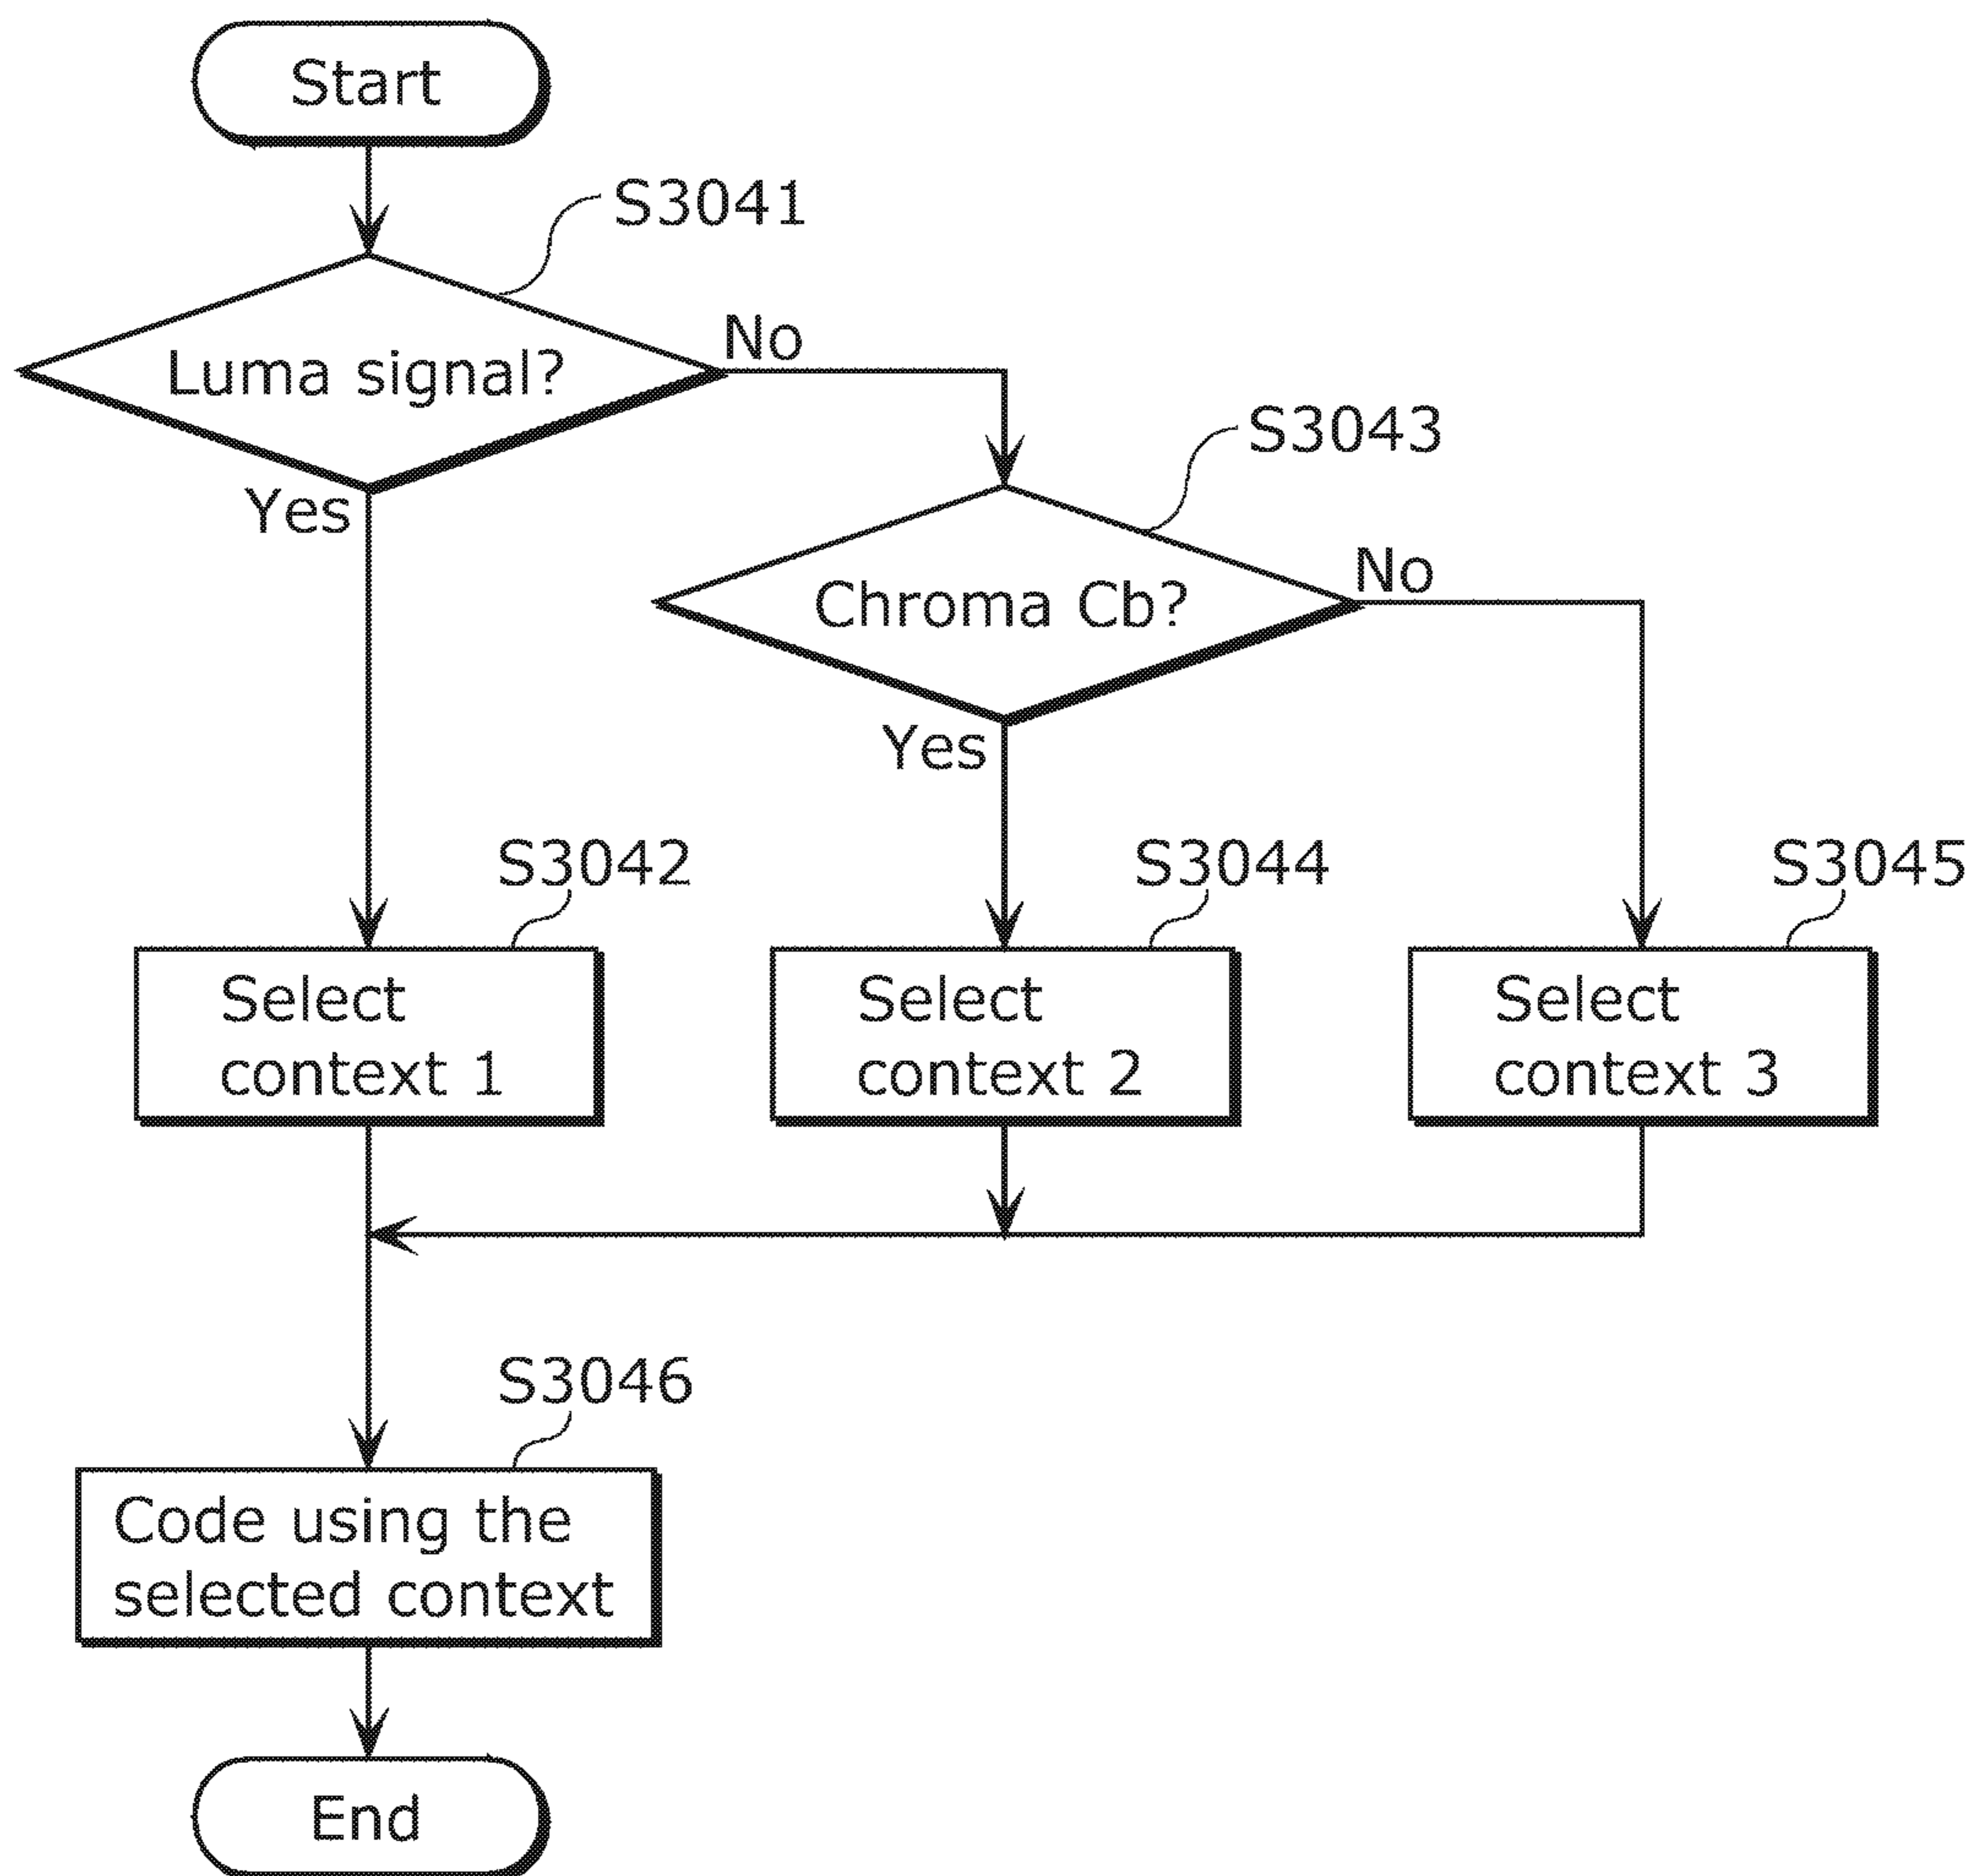 Start
S3041
Luma signal?
No
Yes
S3043
Chroma Cb?
No
Yes
S3042
Select
context 1
S3044
Select
context 2
S3045
Select
context 3
S3046
Code using the
selected context
End